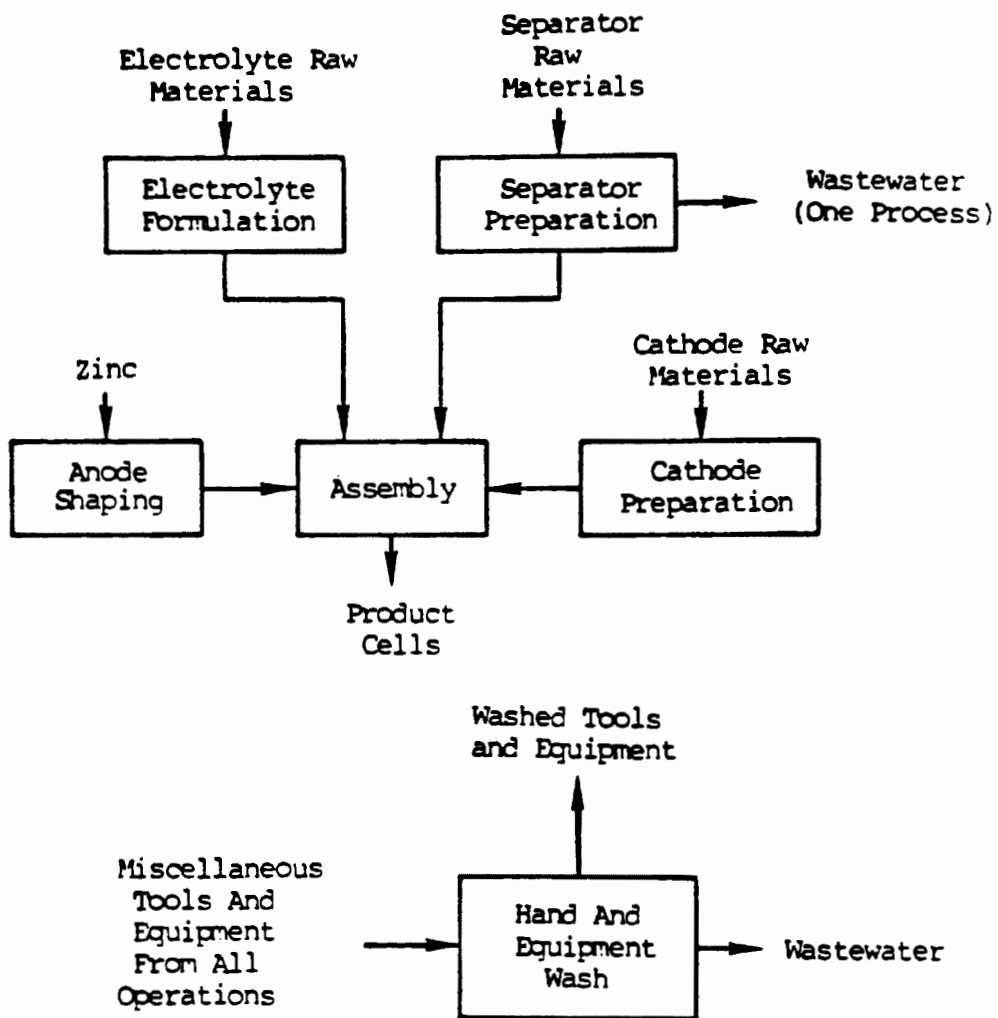 Electrolyte Raw
Materials
Separator
Raw
Materials
Electrolyte
Formulation
Separator
Preparation
Wastewater
(One Process)
Zinc
Cathode Raw
Materials
Anode
Shaping
Assembly
Cathode
Preparation
Product
Cells
Washed Tools
and Equipment
Miscellaneous
Tools And
Equipment
From All
Operations
Hand And
Equipment
Wash
Wastewater